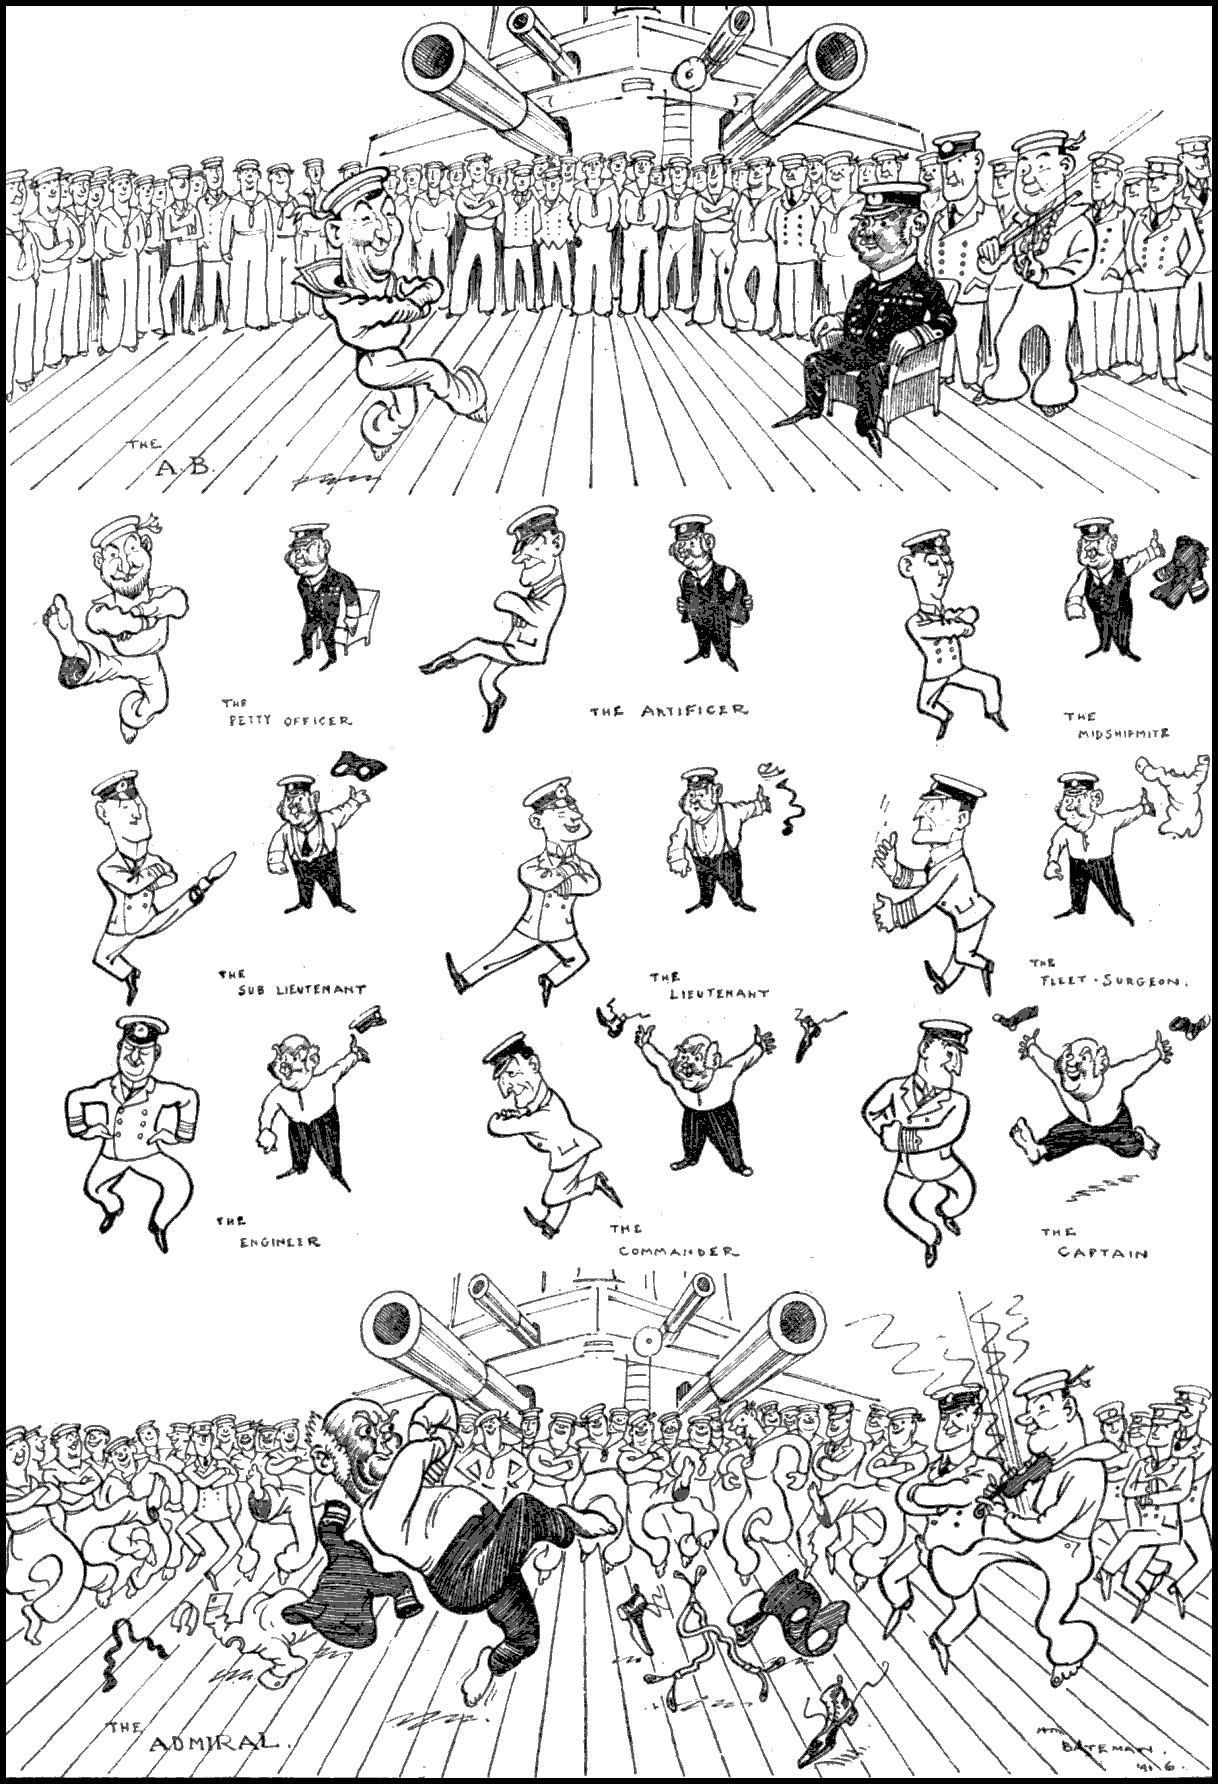 THE
A.B.
THE
PETTY OFFICER
THE ARTIFICER
THE
MIDSHIPMITE
THE
SUB LIEUTENANT
THE
LIEUTENANT
THE
FLEET-SURGEON.
THE
ENGINEER
THE
COMMANDER
THE
CAPTAIN
THE
ADMIRAL.
HM
BATEMAN.